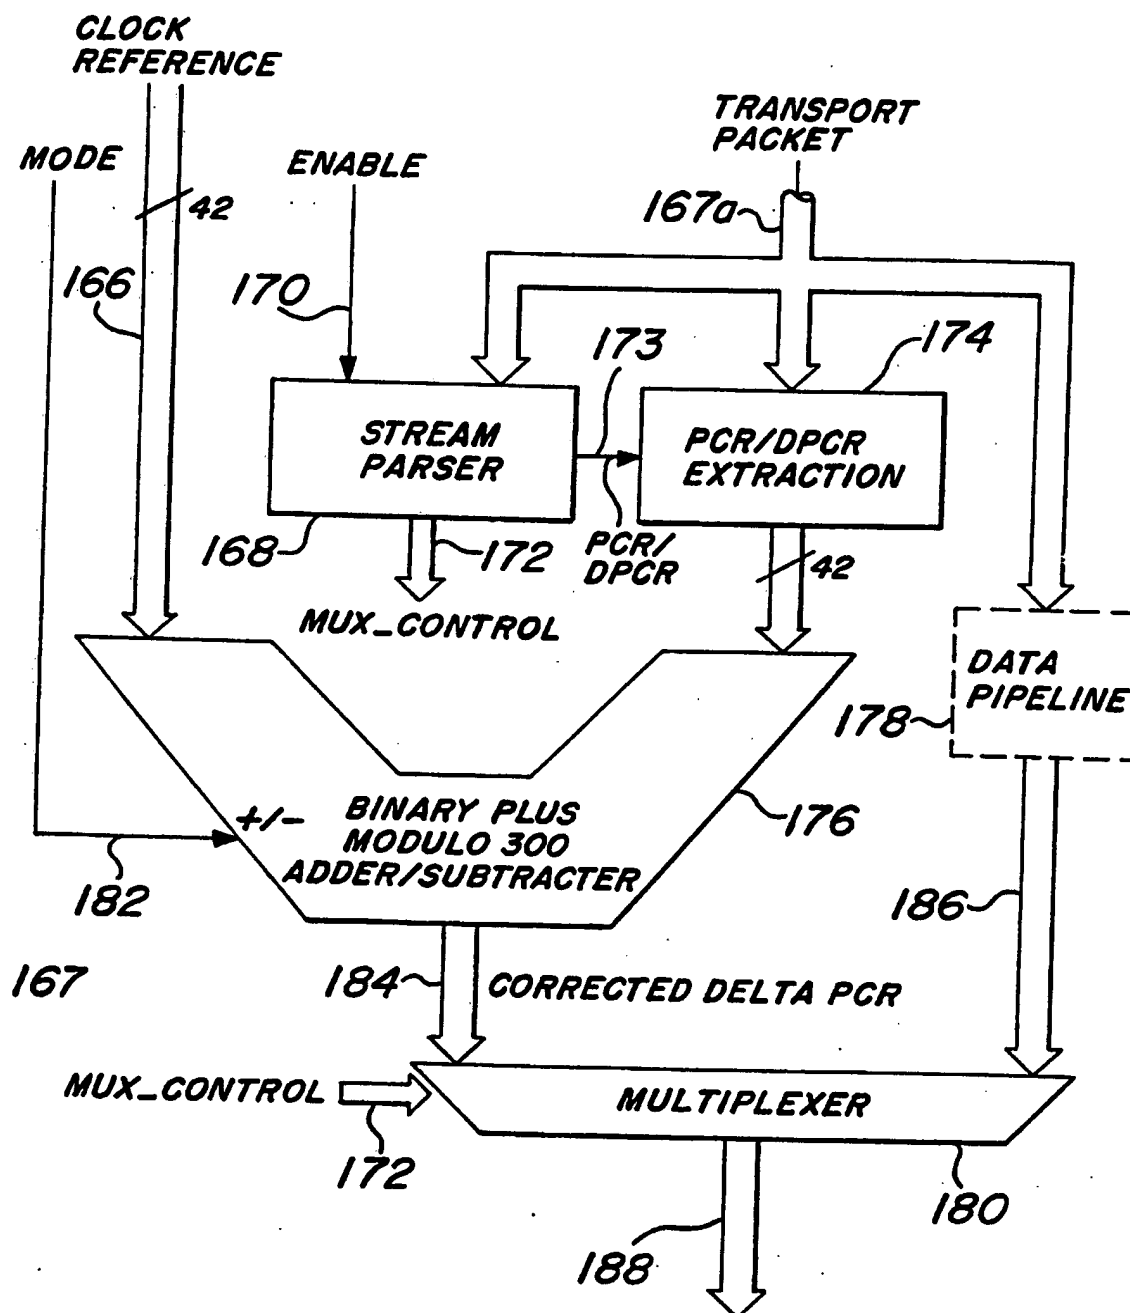 CLOCK
REFERENCE
TRANSPORT
PACKET
MODE
ENABLE
42
167a
166
170
173
174
STREAM
PARSER
PCR/DPCR
EXTRACTION
168
172
PCR/
DPCR
42
MUX_CONTROL
DATA
PIPELINE
178
+/-
BINARY PLUS
MODULO 300
ADDER/SUBTRACTER
176
182
186
167
184
CORRECTED DELTA PCR
MUX_CONTROL
MULTIPLEXER
172
180
188